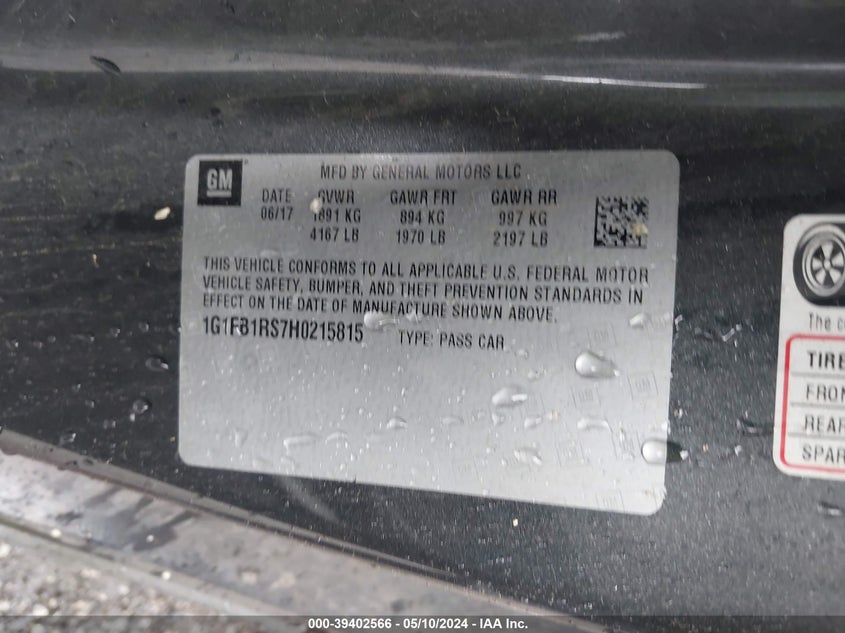 GM
MFD BY GENERAL MOTORS LLC
DATE GVWR GAWR FRT GAWR RR
06/17 1891 KG 894 KG 997 KG
4167 LB 1970 LB 2197 LB
THIS VEHICLE CONFORMS TO ALL APPLICABLE U.S. FEDERAL MOTOR
VEHICLE SAFETY, BUMPER, AND THEFT PREVENTION STANDARDS IN
EFFECT ON THE DATE OF MANUFACTURE SHOWN ABOVE.
1G1FB1RS7H0215815 TYPE: PASS CAR
The co
TIRE
FRON
REAR
SPAR
000-39402566 - 05/10/2024 - IAA Inc.